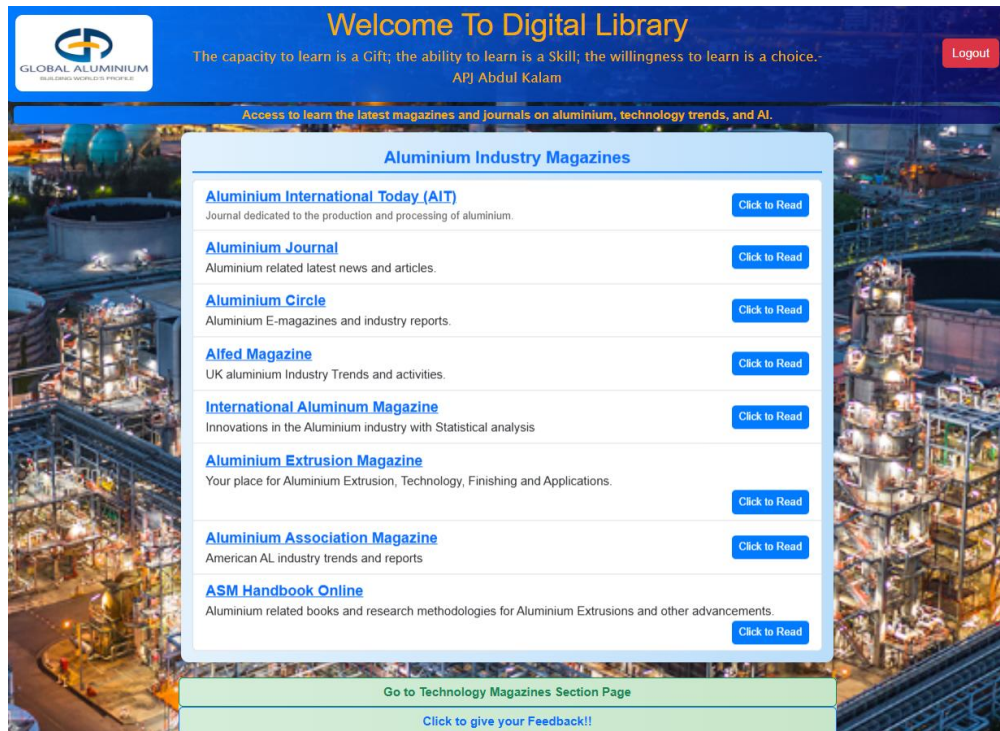 Welcome To Digital Library
The capacity to learn is a Gift; the ability to learn is a Skill; the willingness to learn is a choice.-
APJ Abdul Kalam
GLOBAL ALUMINIUM
BUILDING WORLD'S PROFILE
Logout
Access to learn the latest magazines and journals on aluminium, technology trends, and AI.
Aluminium Industry Magazines
Aluminium International Today (AIT)
Journal dedicated to the production and processing of aluminium.
Click to Read
Aluminium Journal
Aluminium related latest news and articles.
Click to Read
Aluminium Circle
Aluminium E-magazines and industry reports.
Click to Read
Alfed Magazine
UK aluminium Industry Trends and activities.
Click to Read
International Aluminum Magazine
Innovations in the Aluminium industry with Statistical analysis
Click to Read
Aluminium Extrusion Magazine
Your place for Aluminium Extrusion, Technology, Finishing and Applications.
Click to Read
Aluminium Association Magazine
American AL industry trends and reports
Click to Read
ASM Handbook Online
Aluminium related books and research methodologies for Aluminium Extrusions and other advancements.
Click to Read
Go to Technology Magazines Section Page
Click to give your Feedback!!